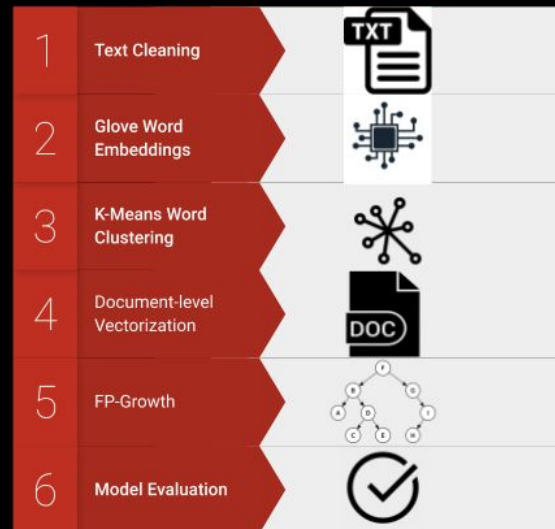 1
Text Cleaning
TXT
2
Glove Word
Embeddings
3
K-Means Word
Clustering
4
Document-level
Vectorization
DOC
5
FP-Growth
F
B
G
A
D
I
C
E
H
6
Model Evaluation